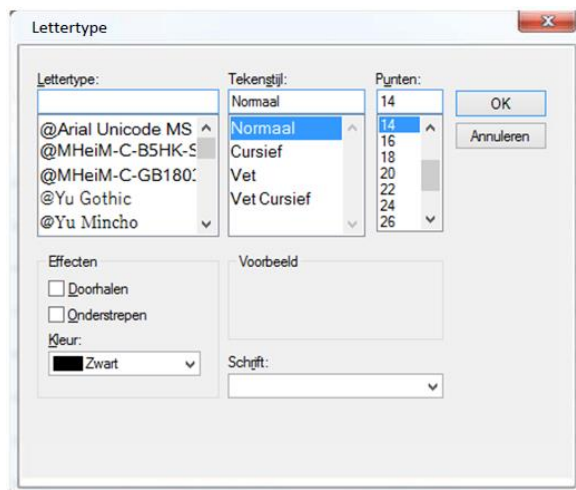 Lettertype
Lettertype:
Tekenstijl:
Punten:
Normaal
14
OK
Annuleren
@Arial Unicode MS
@MHeiM-C-B5HK-S
@MHeiM-C-GB1803
@Yu Gothic
@Yu Mincho
Normaal
Cursief
Vet
Vet Cursief
14
16
18
20
22
24
26
Effecten
Doorhalen
Onderstrepen
Kleur:
Zwart
Voorbeeld
Schrift: